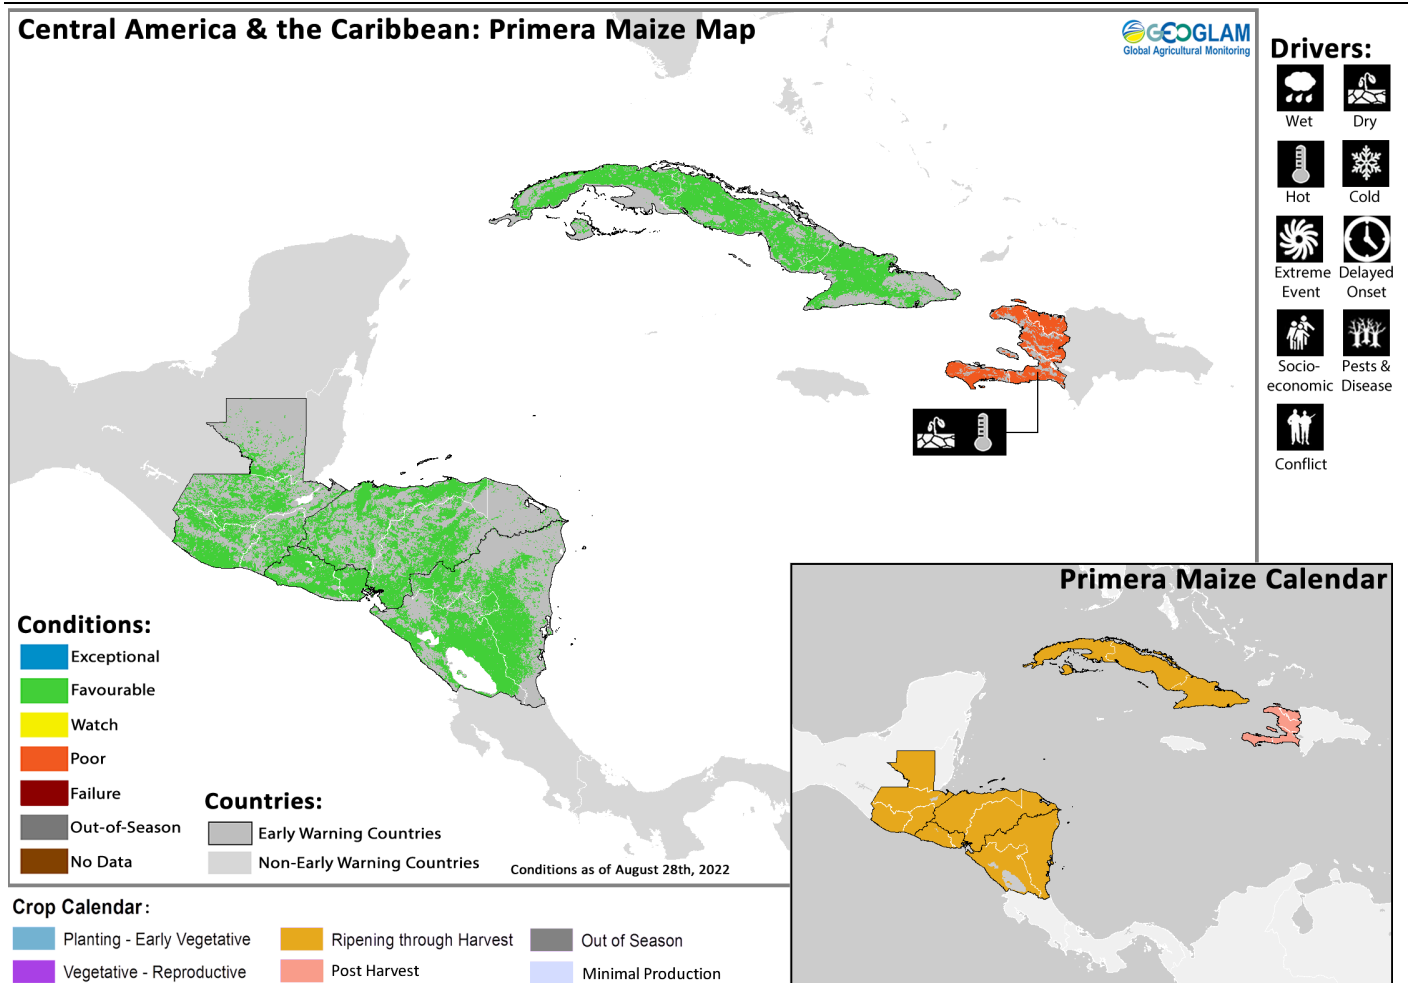 Central America & the Caribbean: Primera Maize Map
GEOGLAM
Global Agricultural Monitoring
Drivers:
Wet
Dry
Hot
Cold
Extreme
Event
Delayed
Onset
Socio-
economic
Pests &
Disease
Conflict
Conditions:
Exceptional
Favourable
Watch
Poor
Failure
Out-of-Season
No Data
Countries:
Early Warning Countries
Non-Early Warning Countries
Conditions as of August 28th, 2022
Primera Maize Calendar
Crop Calendar:
Planting - Early Vegetative
Ripening through Harvest
Out of Season
Vegetative - Reproductive
Post Harvest
Minimal Production